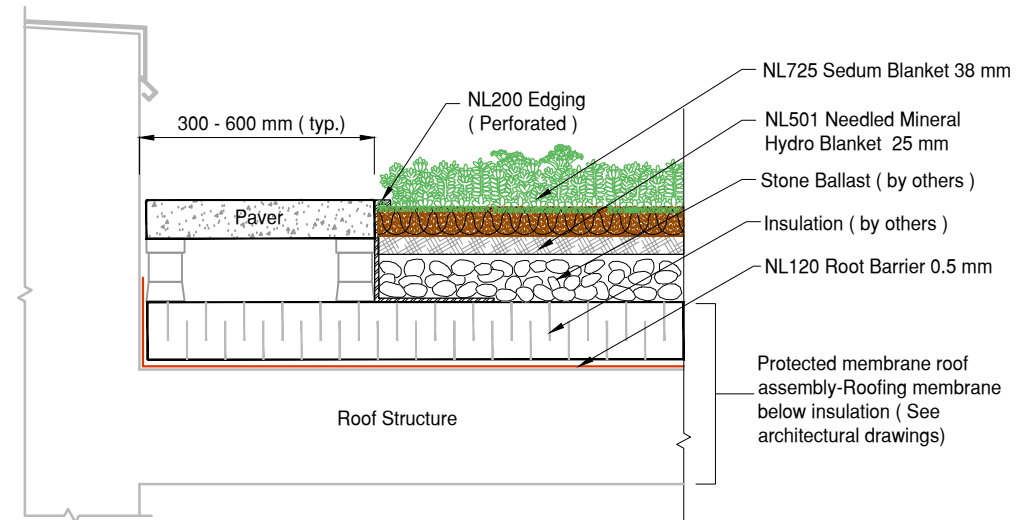 NL725 Sedum Blanket 38 mm
NL200 Edging
( Perforated )
300 - 600 mm ( typ.)
NL501 Needled Mineral
Hydro Blanket 25 mm
Stone Ballast ( by others )
Paver
Insulation ( by others )
NL120 Root Barrier 0.5 mm
Protected membrane roof
assembly-Roofing membrane
below insulation ( See
architectural drawings)
Roof Structure